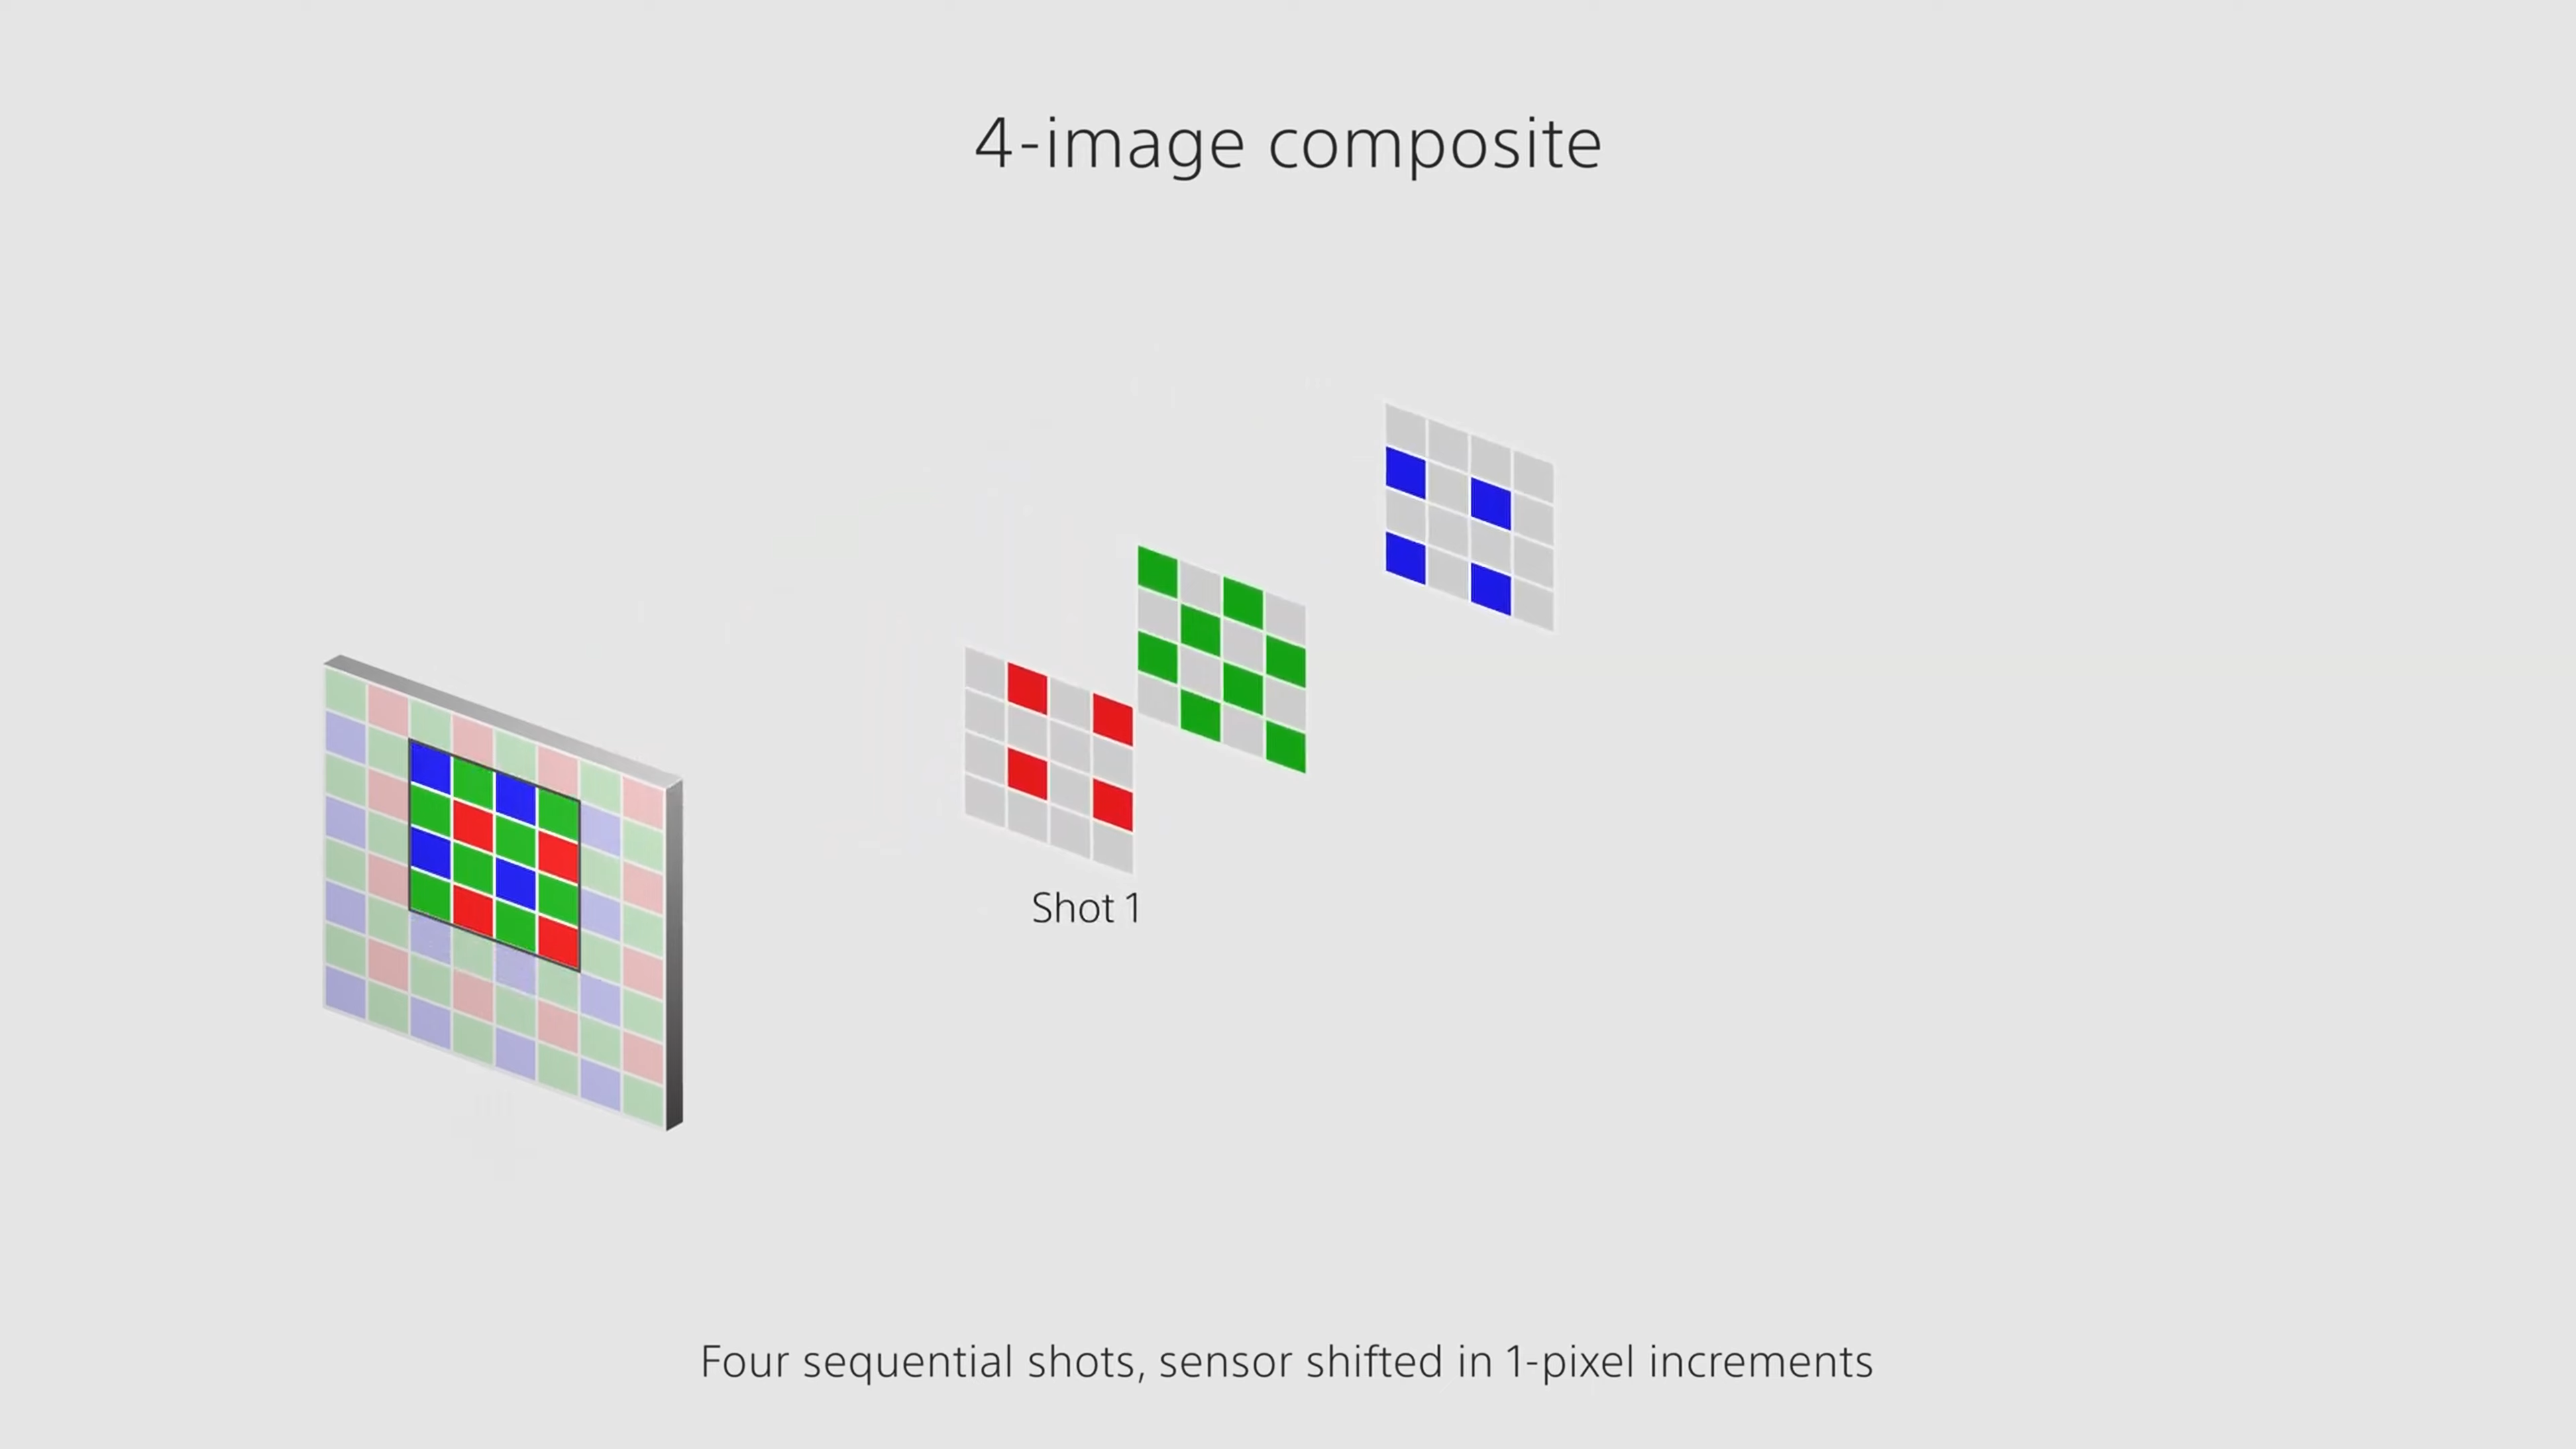 4-image composite
Shot 1
Four sequential shots, sensor shifted in 1-pixel increments